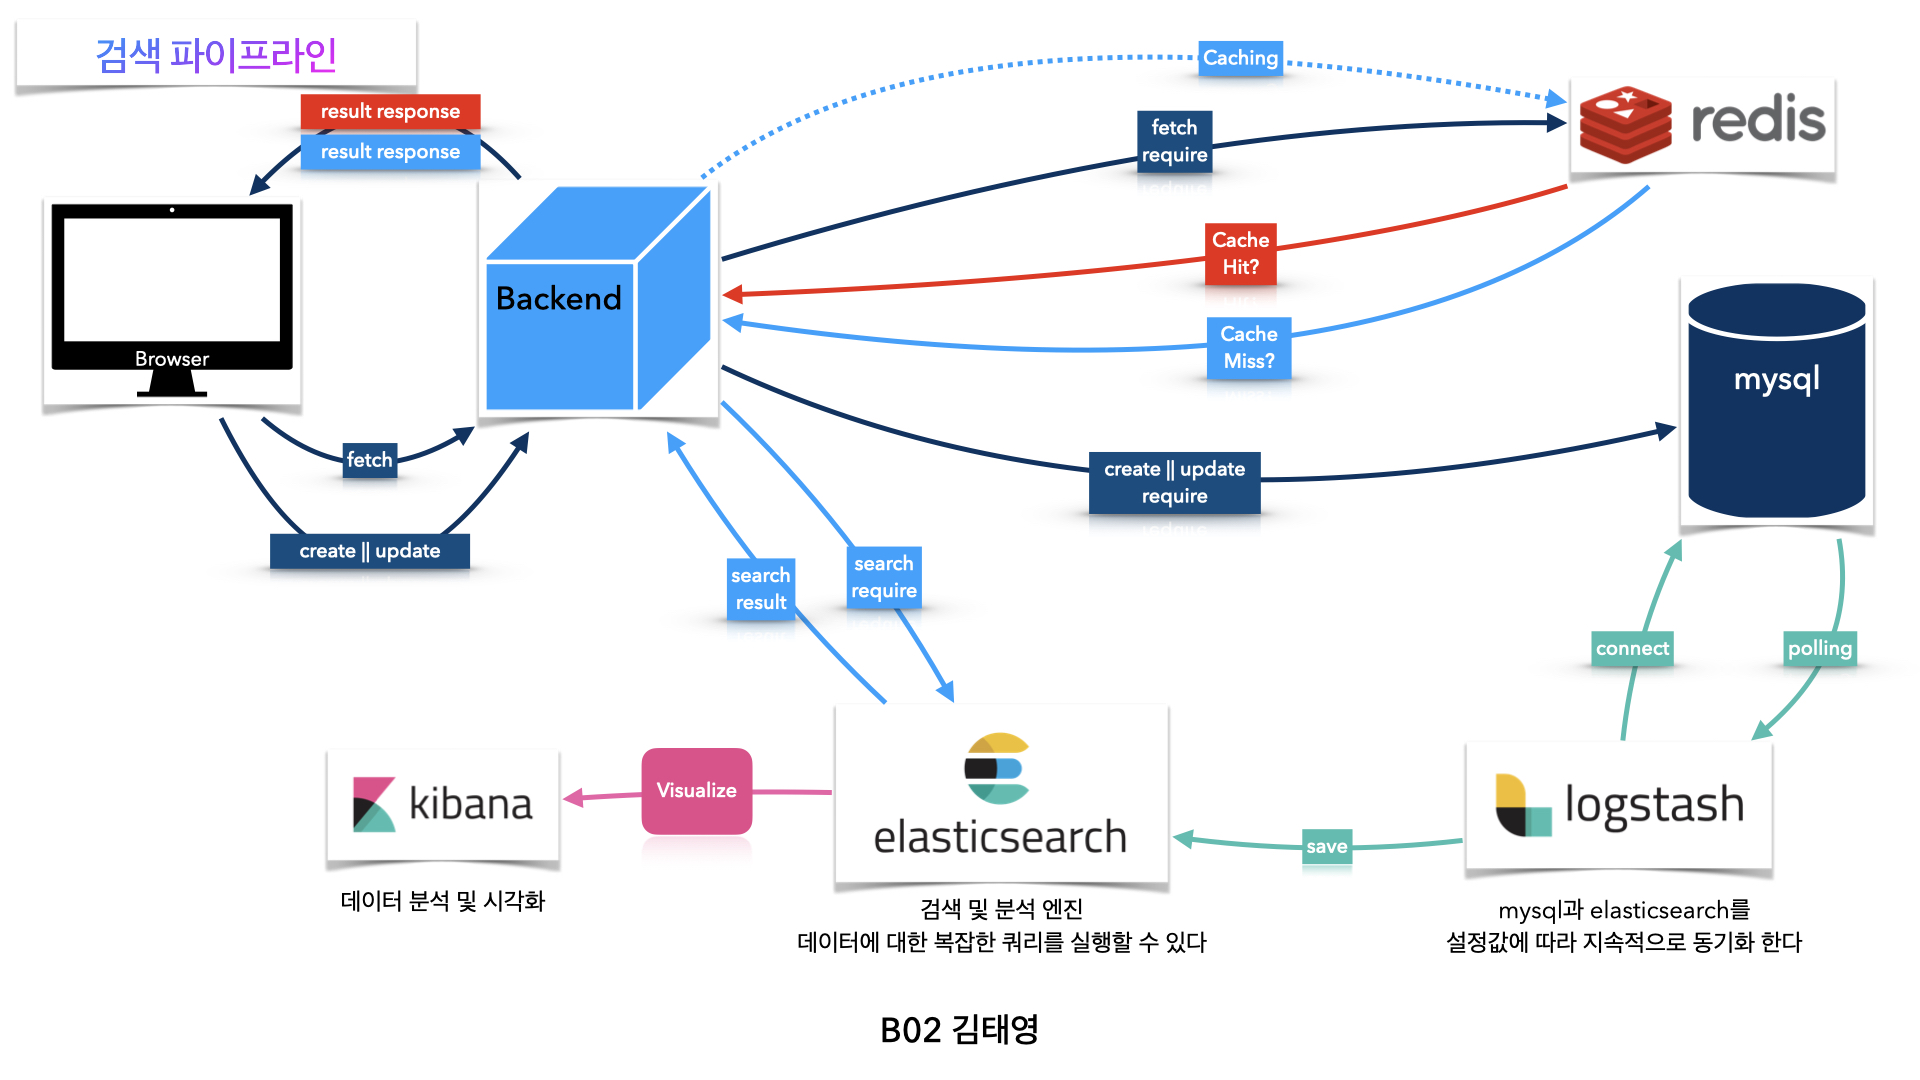 검색 파이프라인
result response
result response
Caching
redis
fetch
require
Cache
Hit?
Cache
Miss?
Backend
Browser
mysql
fetch
create || update
create || update
require
search
result
search
require
connect
polling
kibana
Visualize
elasticsearch
save
logstash
데이터 분석 및 시각화
검색 및 분석 엔진
데이터에 대한 복잡한 쿼리를 실행할 수 있다
mysql과 elasticsearch를
설정값에 따라 지속적으로 동기화 한다
B02 김태영